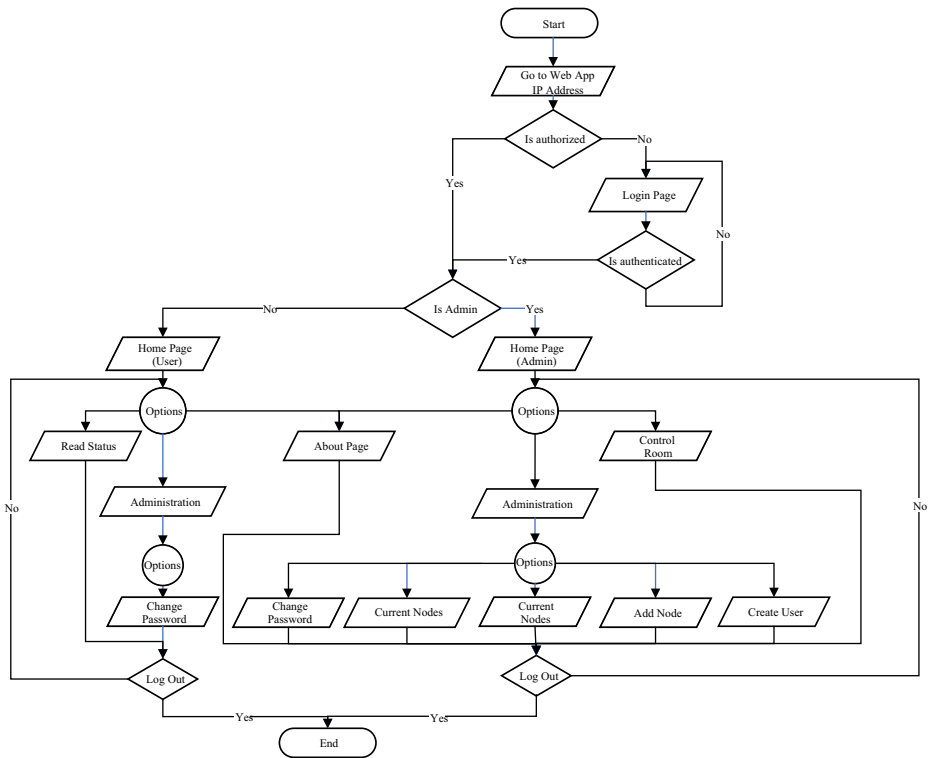 Start
Go to Web App
IP Address
Is authorized
No
Yes
Login Page
No
Is authenticated
Yes
Is Admin
No
Yes
Home Page
(User)
Home Page
(Admin)
Options
Options
Read Status
About Page
Control
Room
Administration
Administration
No
No
Options
Options
Change
Password
Change
Password
Current Nodes
Current
Nodes
Add Node
Create User
Log Out
Log Out
Yes
Yes
End